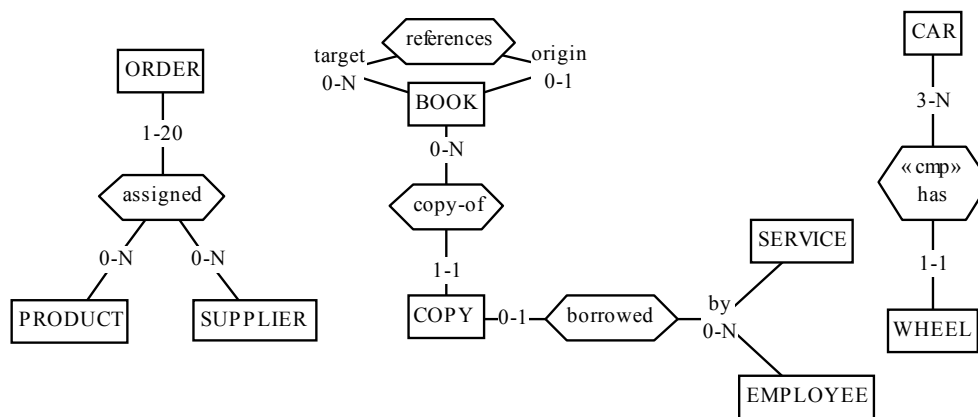 ORDER
1-20
assigned
0-N
0-N
PRODUCT
SUPPLIER
references
target
origin
0-N
0-1
BOOK
0-N
copy-of
1-1
COPY
0-1
borrowed
by
0-N
SERVICE
EMPLOYEE
CAR
3-N
«cmp»
has
1-1
WHEEL